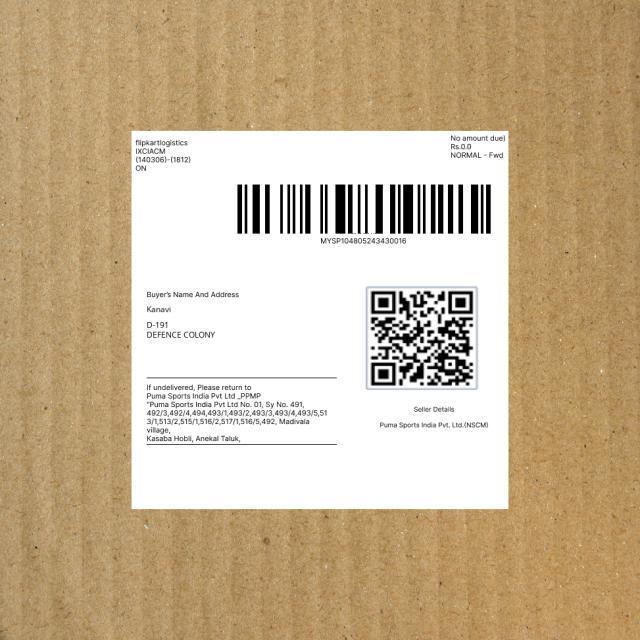 flipkartlogistics
IXCIACM
(140306)-(1812)
ON
No amount due)
Rs.0.0
NORMAL - Fwd
MYSP104805243430016
Buyer's Name And Address
Kanavi
D-191
DEFENCE COLONY
If undelivered, Please return to
Puma Sports India Pvt Ltd _PPMP
"Puma Sports India Pvt Ltd No. 01, Sy No. 491,
492/3,492/4,494,493/1,493/2,493/3,493/4,493/5,51
3/1,513/2,515/1,516/2,517/1,516/5,492, Madivala
village,
Kasaba Hobli, Anekal Taluk,
Seller Details
Puma Sports India Pvt. Ltd.(NSCM)